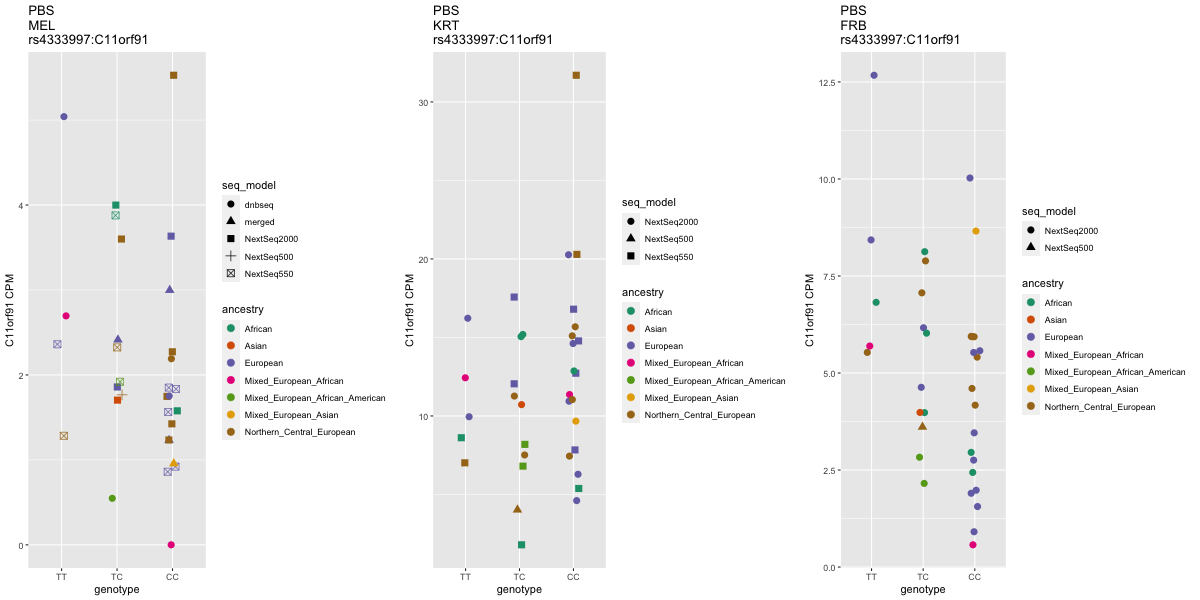 PBS
MEL
rs4333997:C11orf91
C11orf91 CPM
4
2
0
TT
TC
CC
genotype
seq_model
dnbseq
merged
NextSeq2000
NextSeq500
NextSeq550
ancestry
African
Asian
European
Mixed_European_African
Mixed_European_African_American
Mixed_European_Asian
Northern_Central_European
PBS
KRT
rs4333997:C11orf91
C11orf91 CPM
30
20
10
TT
TC
CC
genotype
seq_model
NextSeq2000
NextSeq500
NextSeq550
ancestry
African
Asian
European
Mixed_European_African
Mixed_European_African_American
Mixed_European_Asian
Northern_Central_European
PBS
FRB
rs4333997:C11orf91
C11orf91 CPM
12.5
10.0
7.5
5.0
2.5
0.0
TT
TC
CC
genotype
seq_model
NextSeq2000
NextSeq500
ancestry
African
Asian
European
Mixed_European_African
Mixed_European_African_American
Mixed_European_Asian
Northern_Central_European